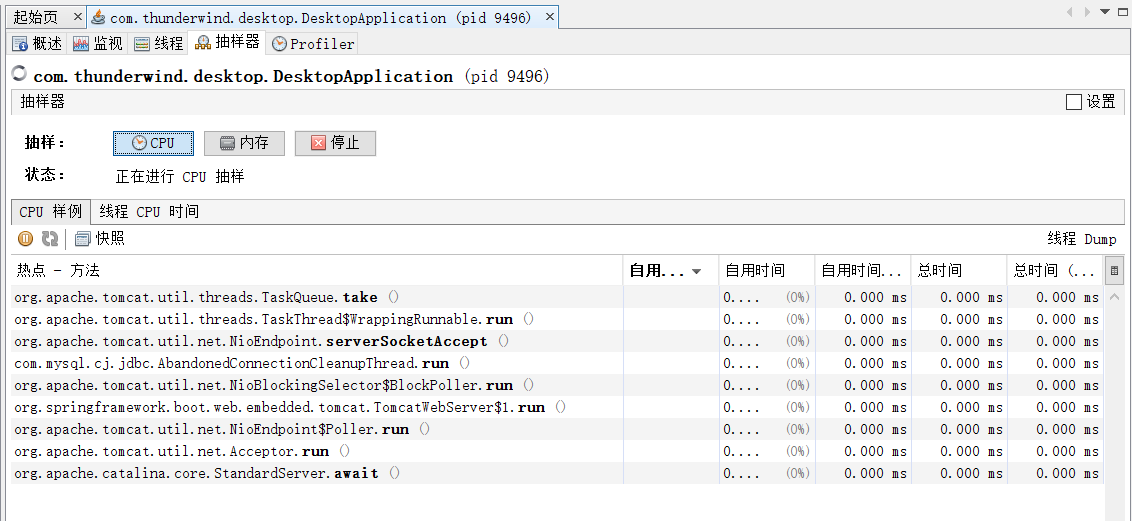 起始页 × com.thunderwind.desktop.DesktopApplication (pid 9496) ×
概述 监视 线程 抽样器 Profiler
com.thunderwind.desktop.DesktopApplication (pid 9496)
抽样器 设置
抽样： CPU 内存 停止
状态： 正在进行 CPU 抽样
CPU 样例 线程 CPU 时间
快照 线程 Dump
热点 - 方法 自用... 自用时间 自用时间... 总时间 总时间 (...
org.apache.tomcat.util.threads.TaskQueue.take () 0.... (0%) 0.000 ms 0.000 ms 0.000 ms
org.apache.tomcat.util.threads.TaskThread$WrappingRunnable.run () 0.... (0%) 0.000 ms 0.000 ms 0.000 ms
org.apache.tomcat.util.net.NioEndpoint.serverSocketAccept () 0.... (0%) 0.000 ms 0.000 ms 0.000 ms
com.mysql.cj.jdbc.AbandonedConnectionCleanupThread.run () 0.... (0%) 0.000 ms 0.000 ms 0.000 ms
org.apache.tomcat.util.net.NioBlockingSelector$BlockPoller.run () 0.... (0%) 0.000 ms 0.000 ms 0.000 ms
org.springframework.boot.web.embedded.tomcat.TomcatWebServer$1.run () 0.... (0%) 0.000 ms 0.000 ms 0.000 ms
org.apache.tomcat.util.net.NioEndpoint$Poller.run () 0.... (0%) 0.000 ms 0.000 ms 0.000 ms
org.apache.tomcat.util.net.Acceptor.run () 0.... (0%) 0.000 ms 0.000 ms 0.000 ms
org.apache.catalina.core.StandardServer.await () 0.... (0%) 0.000 ms 0.000 ms 0.000 ms